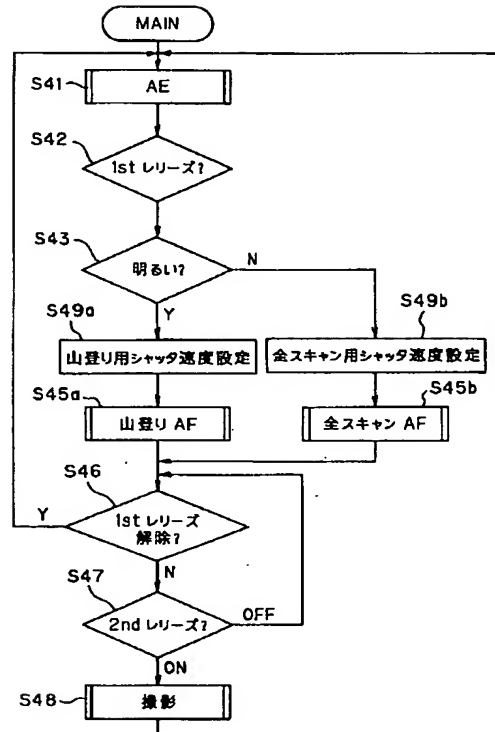 MAIN
S41
AE
S42
1st レリーズ?
S43
明るい?
N
Y
S49a
山登り用シャッタ速度設定
S49b
全スキャン用シャッタ速度設定
S45a
山登り AF
S45b
全スキャン AF
S46
Y
1st レリーズ
解除?
N
S47
2nd レリーズ?
OFF
ON
S48
撮影